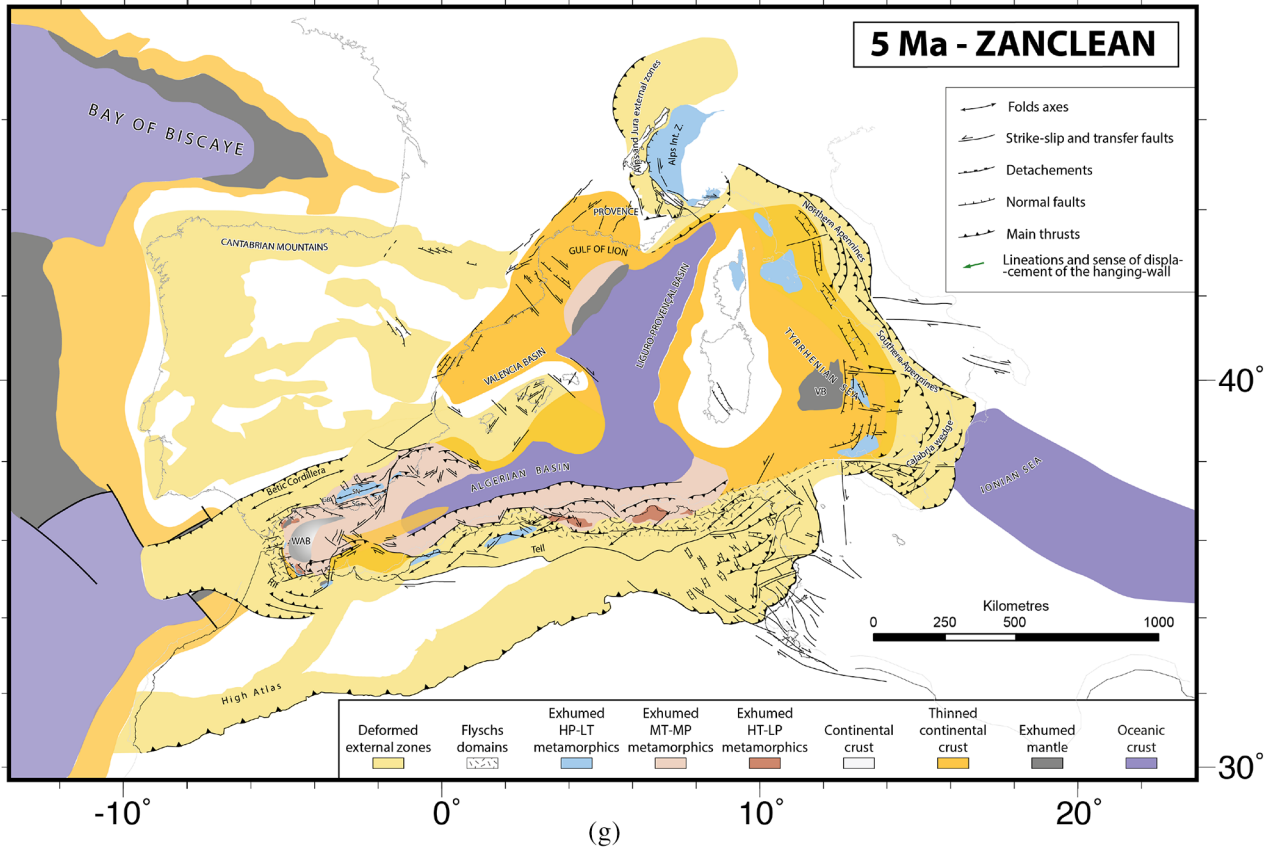 5 Ma - ZANCLEAN
Folds axes
Strike-slip and transfer faults
Detachements
Normal faults
Main thrusts
Lineations and sense of displa-
-cement of the hanging-wall
BAY OF BISCAYE
Alps and Jura external zones
Alps Int. Z.
PROVENCE
GULF OF LION
Northern Apennines
CANTABRIAN MOUNTAINS
LIGURO-PROVENÇAL BASIN
VALENCIA BASIN
TYRRHENIAN SEA
VB
Southern Apennines
40°
Calabria wedge
IONIAN SEA
Betic Cordillera
ALGERIAN BASIN
WAB
Rif
Tell
High Atlas
Kilometres
0 250 500 1000
Deformed
external zones
Flyschs
domains
Exhumed
HP-LT
metamorphics
Exhumed
MT-MP
metamorphics
Exhumed
HT-LP
metamorphics
Continental
crust
Thinned
continental
crust
Exhumed
mantle
Oceanic
crust
30°
-10° 0° 10° 20°
(g)